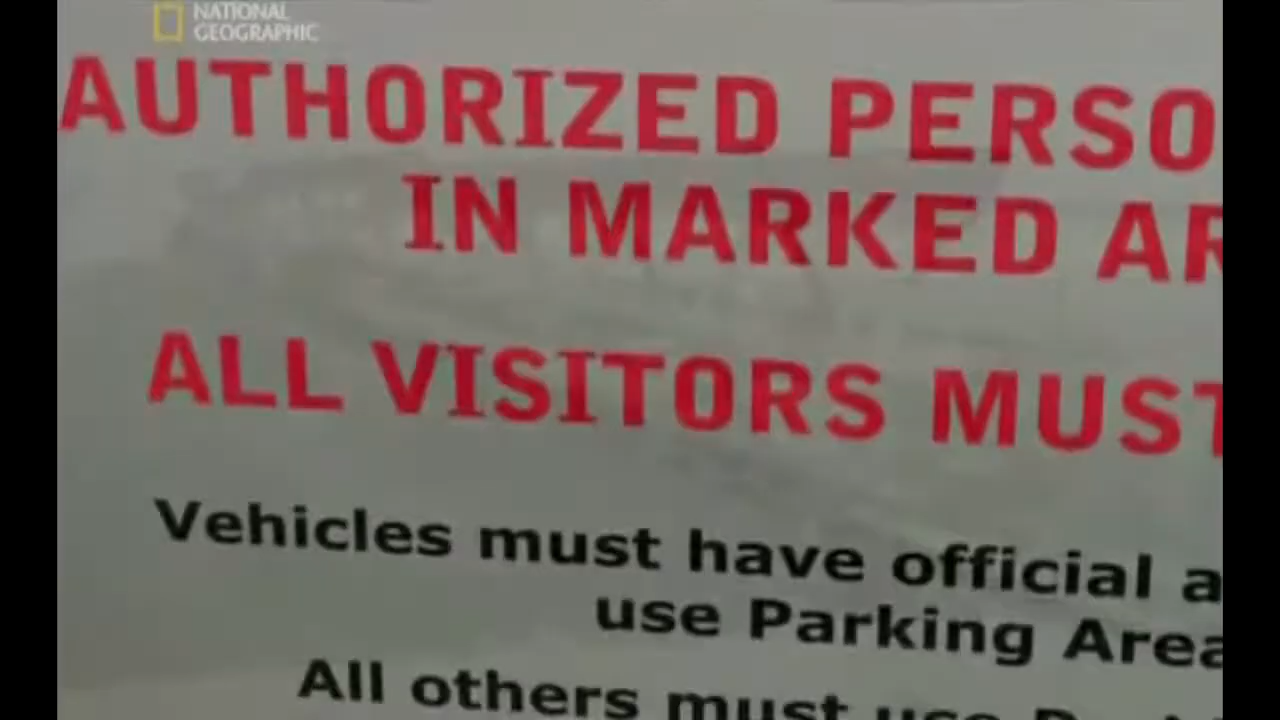 NATIONAL
GEOGRAPHIC
AUTHORIZED PERSO
IN MARKED AR
ALL VISITORS MUST
Vehicles must have official a
use Parking Area
All others must use